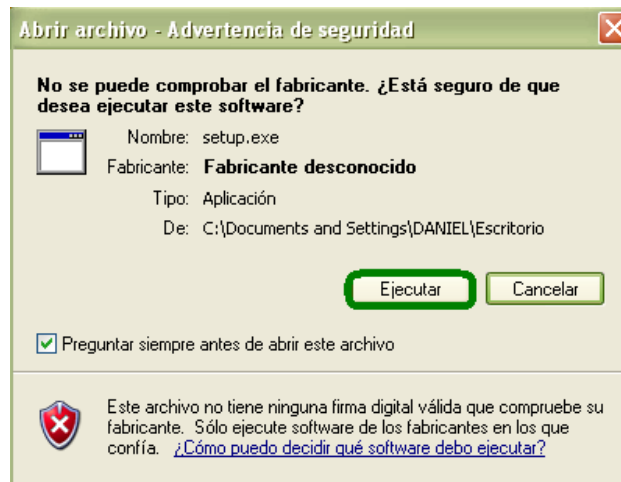 Abrir archivo - Advertencia de seguridad
No se puede comprobar el fabricante. ¿Está seguro de que
desea ejecutar este software?
Nombre: setup.exe
Fabricante: Fabricante desconocido
Tipo: Aplicación
De: C:\Documents and Settings\DANIEL\Escritorio
Ejecutar Cancelar
Preguntar siempre antes de abrir este archivo
Este archivo no tiene ninguna firma digital válida que compruebe su
fabricante. Sólo ejecute software de los fabricantes en los que
confía. ¿Cómo puedo decidir qué software debo ejecutar?